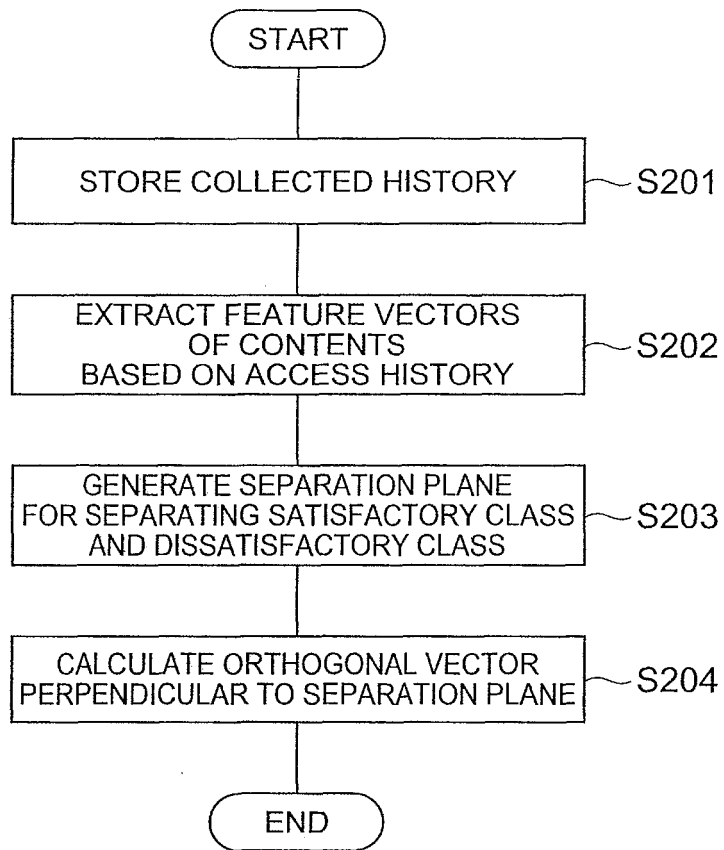 START
STORE COLLECTED HISTORY
S201
EXTRACT FEATURE VECTORS
OF CONTENTS
BASED ON ACCESS HISTORY
S202
GENERATE SEPARATION PLANE
FOR SEPARATING SATISFACTORY CLASS
AND DISSATISFACTORY CLASS
S203
CALCULATE ORTHOGONAL VECTOR
PERPENDICULAR TO SEPARATION PLANE
S204
END